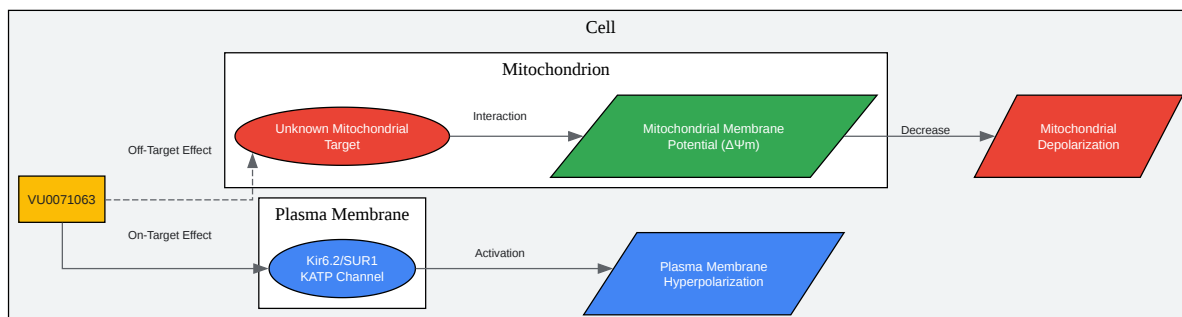 Cell
Mitochondrion
Unknown Mitochondrial
Target
Interaction
Mitochondrial Membrane
Potential (ΔΨm)
Decrease
Mitochondrial
Depolarization
Off-Target Effect
VU0071063
On-Target Effect
Plasma Membrane
Kir6.2/SUR1
KATP Channel
Activation
Plasma Membrane
Hyperpolarization